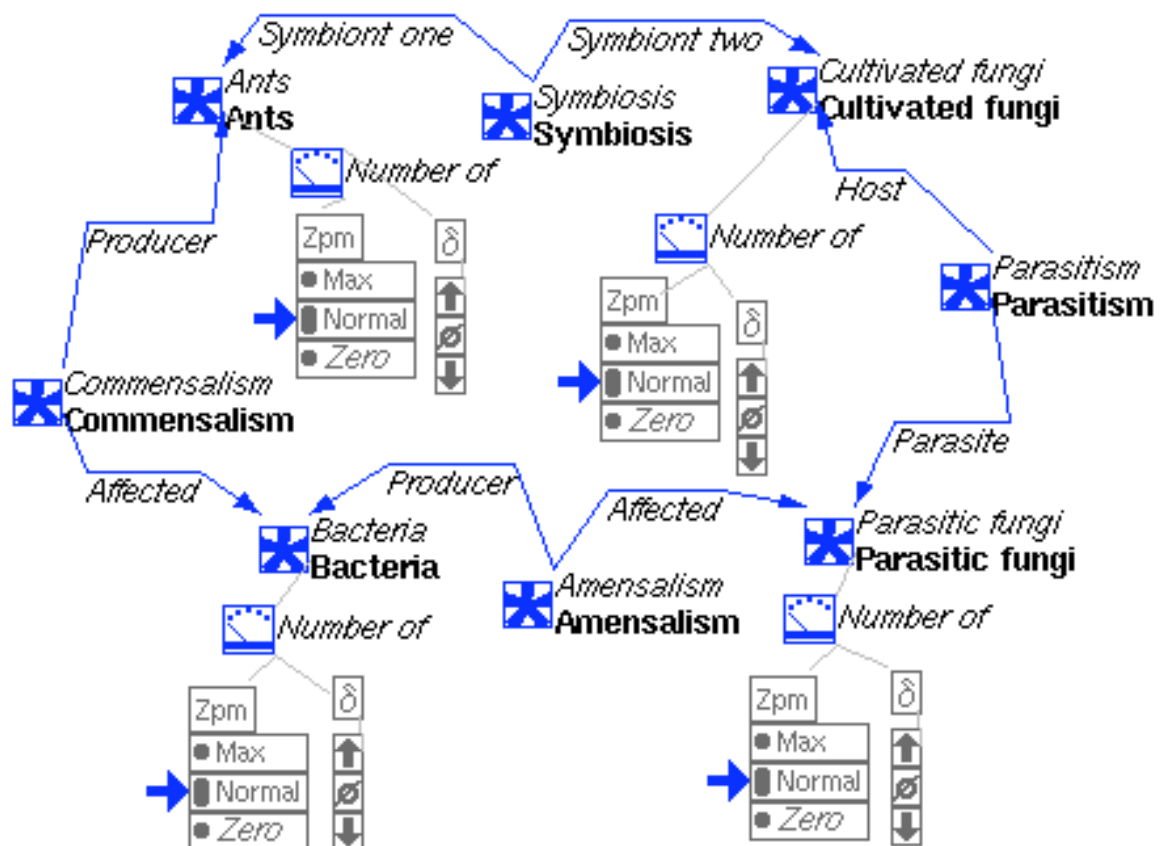 Symbiont one
Symbiont two
Ants
Ants
Symbiosis
Symbiosis
Cultivated fungi
Cultivated fungi
Number of
Zpm
δ
Max
Normal
Zero
Number of
Zpm
δ
Max
Normal
Zero
Host
Producer
Parasitism
Parasitism
Commensalism
Commensalism
Parasite
Affected
Producer
Affected
Bacteria
Bacteria
Amensalism
Amensalism
Parasitic fungi
Parasitic fungi
Number of
Zpm
δ
Max
Normal
Zero
Number of
Zpm
δ
Max
Normal
Zero